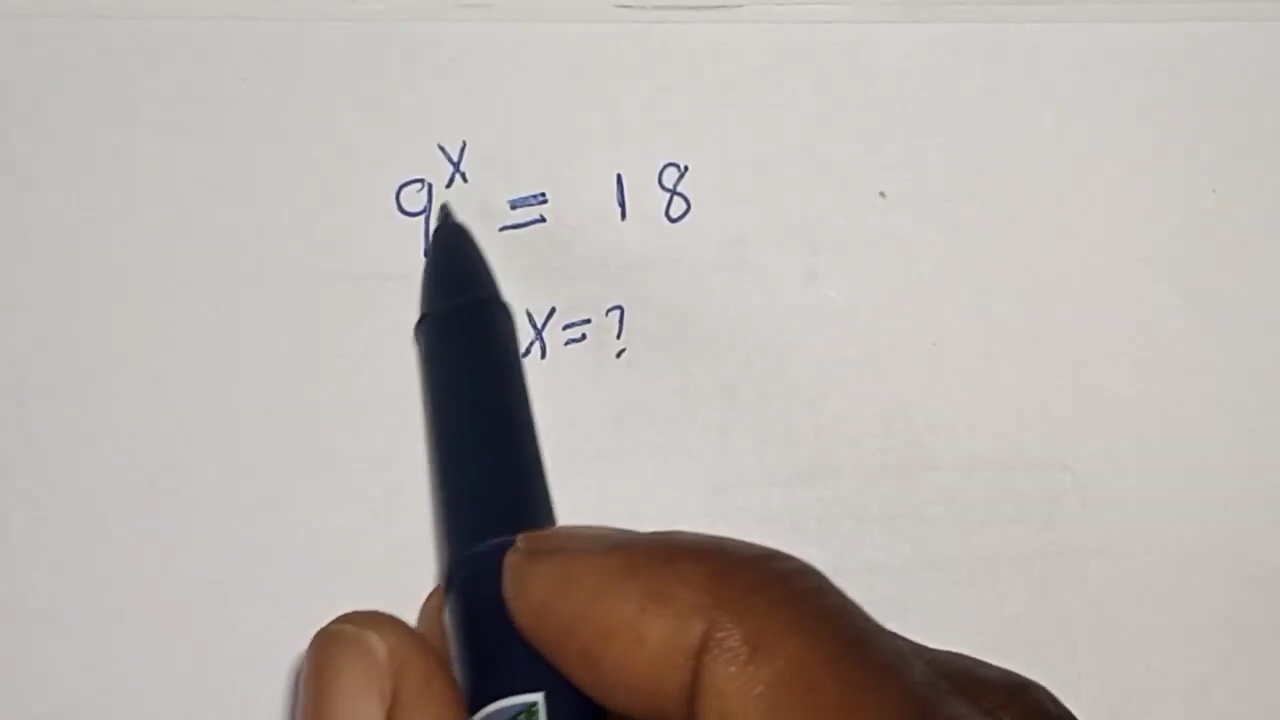 9^x = 18
x = ?